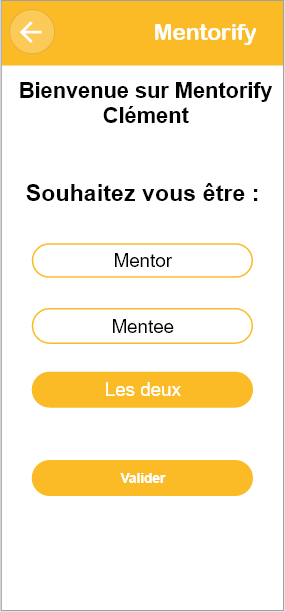 Mentorify
Bienvenue sur Mentorify
Clément
Souhaitez vous être :
Mentor
Mentee
Les deux
Valider